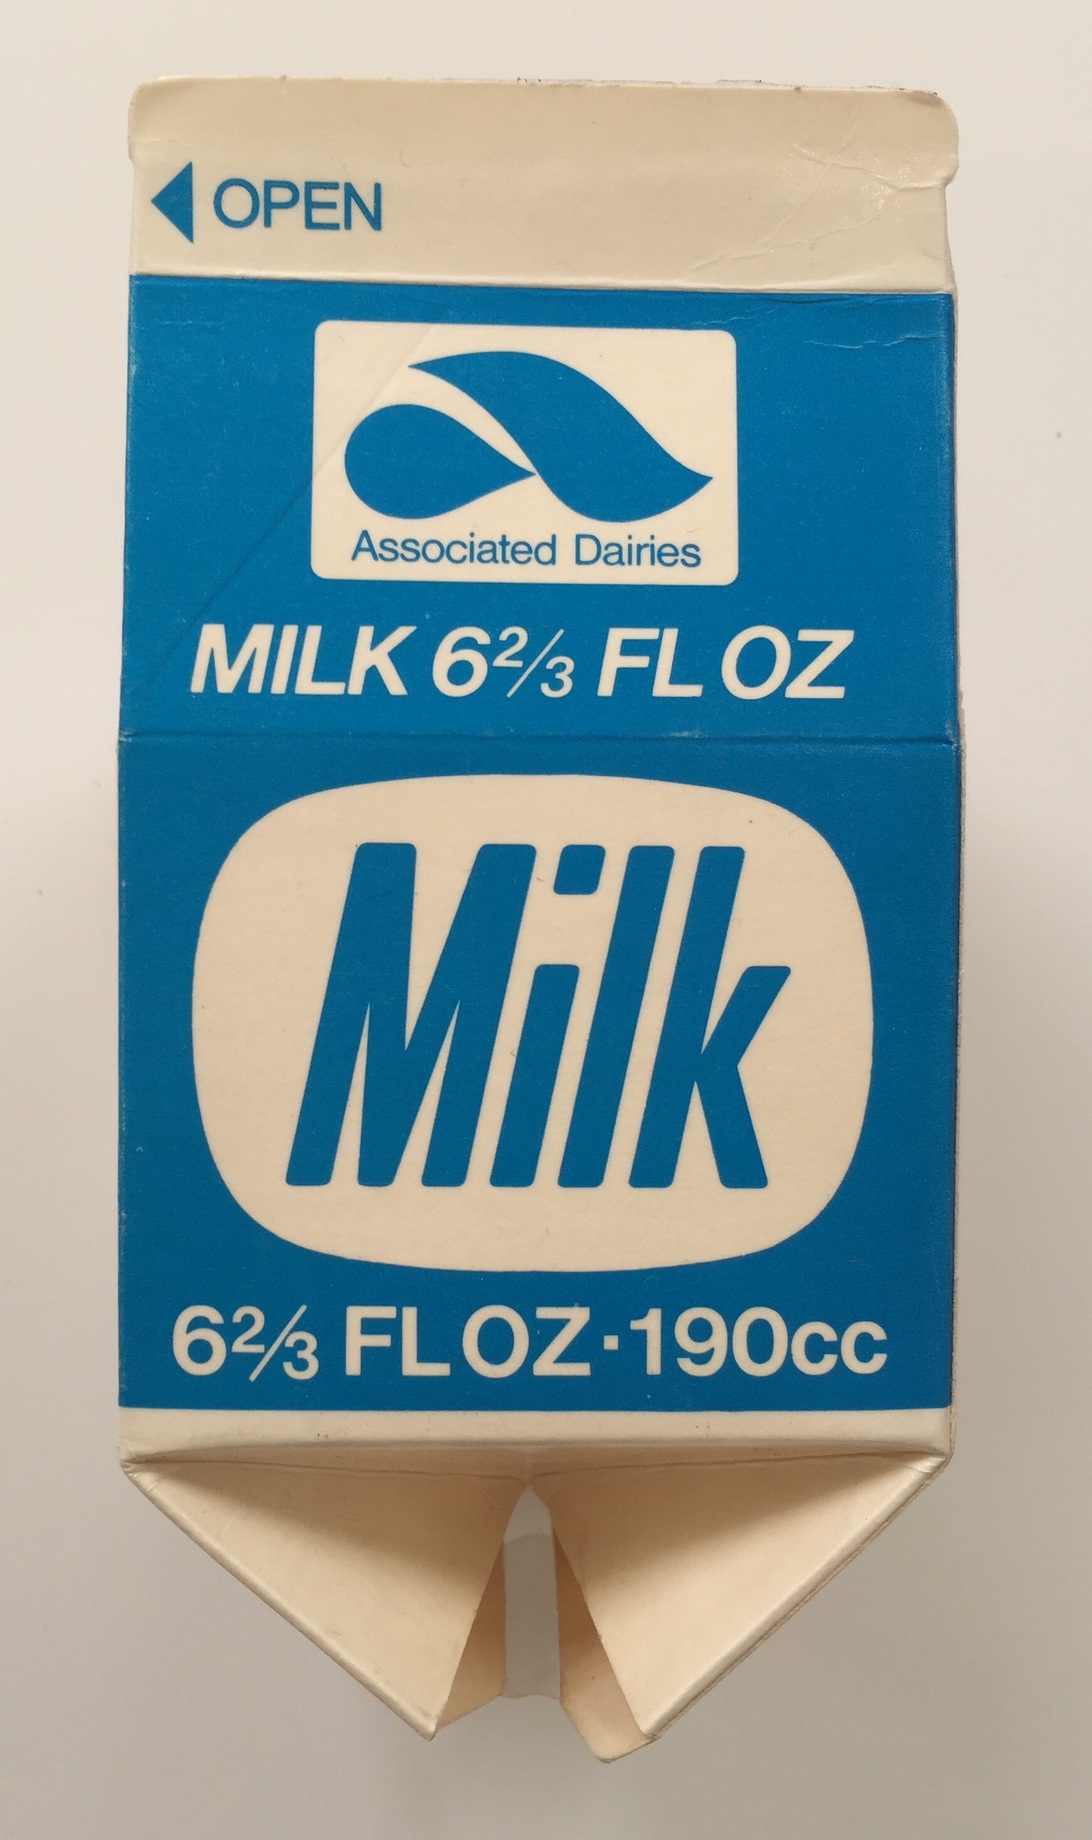 OPEN
Associated Dairies
MILK 6⅔ FL OZ
Milk
6⅔ FL OZ · 190cc